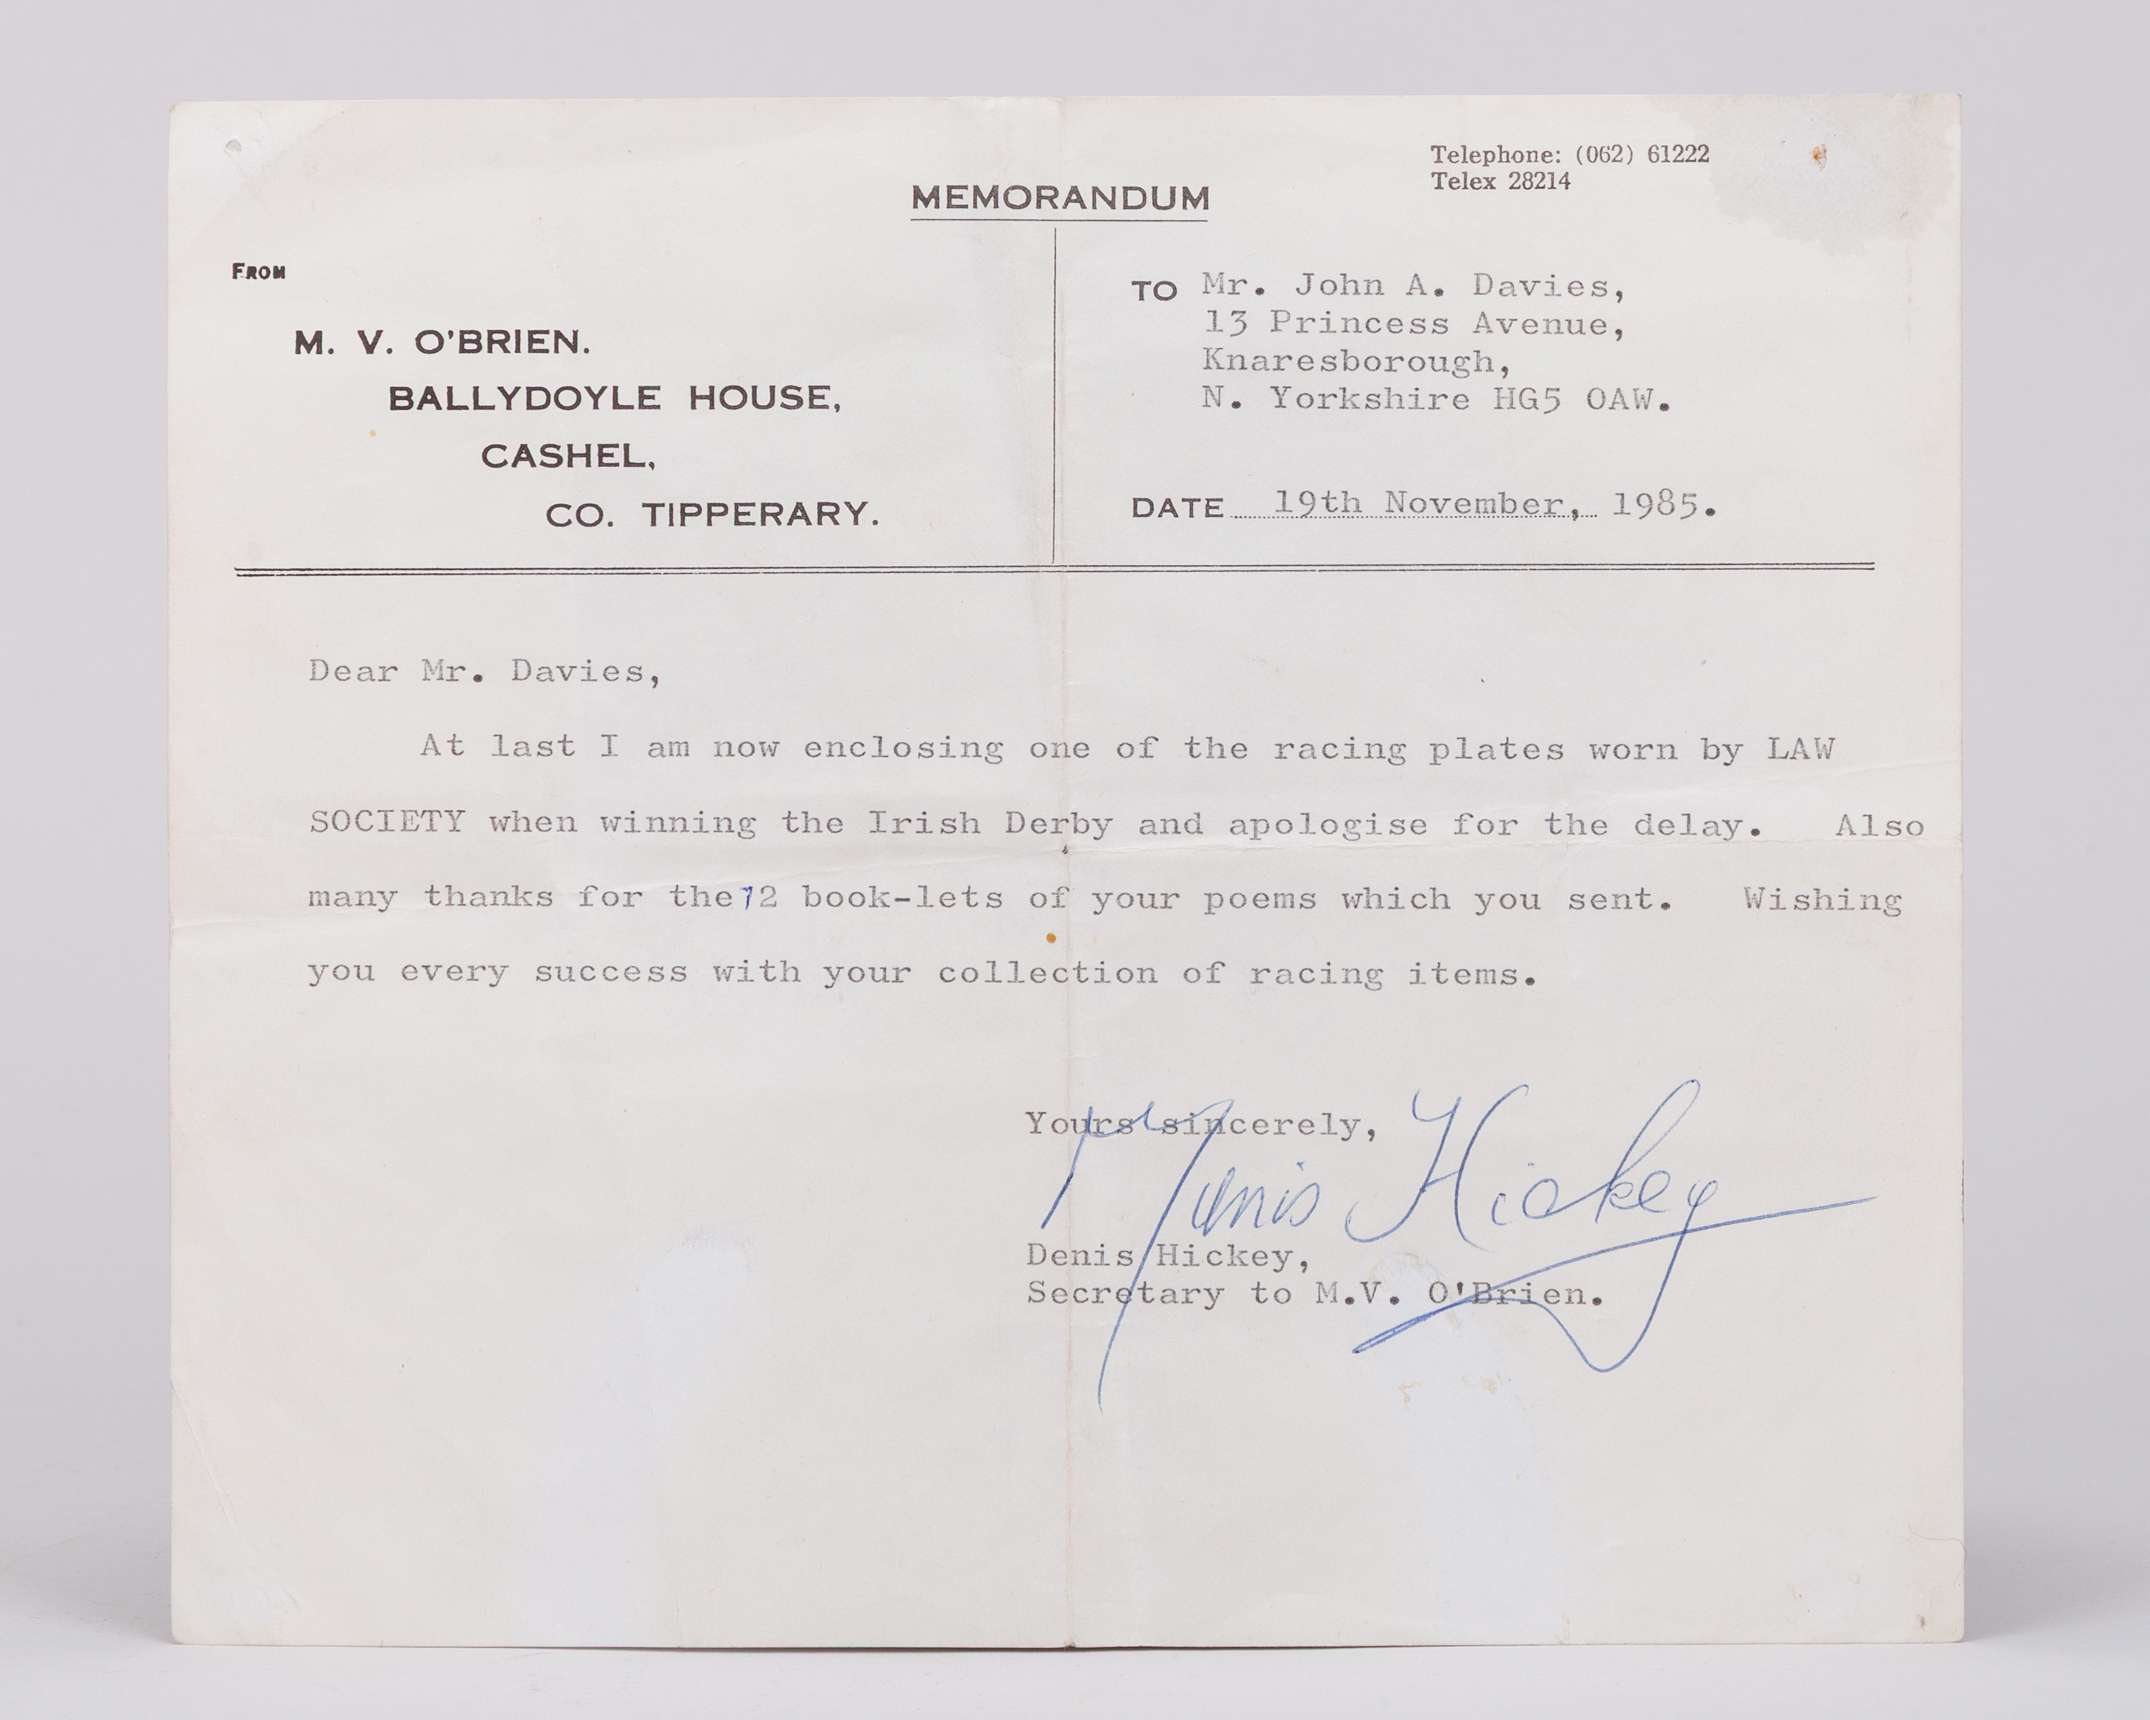 Telephone: (062) 61222
Telex 28214
MEMORANDUM
FROM
M. V. O'BRIEN.
BALLYDOYLE HOUSE,
CASHEL,
CO. TIPPERARY.
TO Mr. John A. Davies,
13 Princess Avenue,
Knaresborough,
N. Yorkshire HG5 OAW.
DATE 19th November, 1985.
Dear Mr. Davies,
At last I am now enclosing one of the racing plates worn by LAW
SOCIETY when winning the Irish Derby and apologise for the delay. Also
many thanks for the 12 book-lets of your poems which you sent. Wishing
you every success with your collection of racing items.
Yours sincerely,
Denis Hickey
Denis Hickey,
Secretary to M.V. O'Brien.